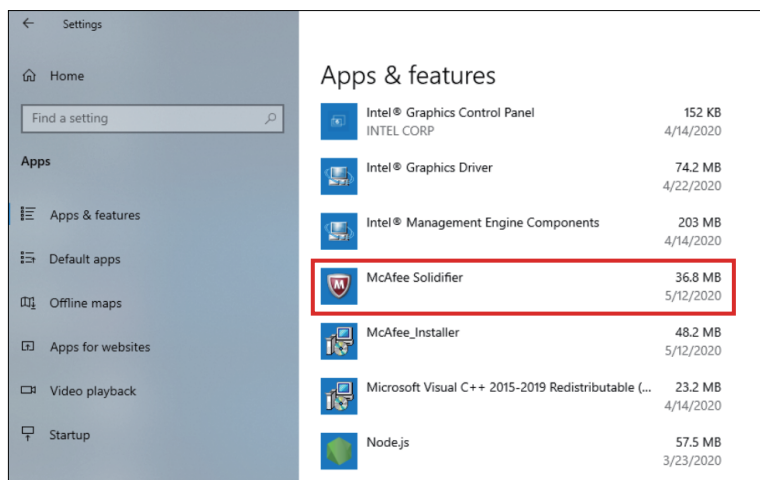 Settings
Home
Find a setting
Apps
Apps & features
Default apps
Offline maps
Apps for websites
Video playback
Startup
Apps & features
Intel® Graphics Control Panel 152 KB
INTEL CORP 4/14/2020
Intel® Graphics Driver 74.2 MB
4/22/2020
Intel® Management Engine Components 203 MB
4/14/2020
McAfee Solidifier 36.8 MB
5/12/2020
McAfee_Installer 48.2 MB
5/12/2020
Microsoft Visual C++ 2015-2019 Redistributable (... 23.2 MB
4/14/2020
Node.js 57.5 MB
3/23/2020